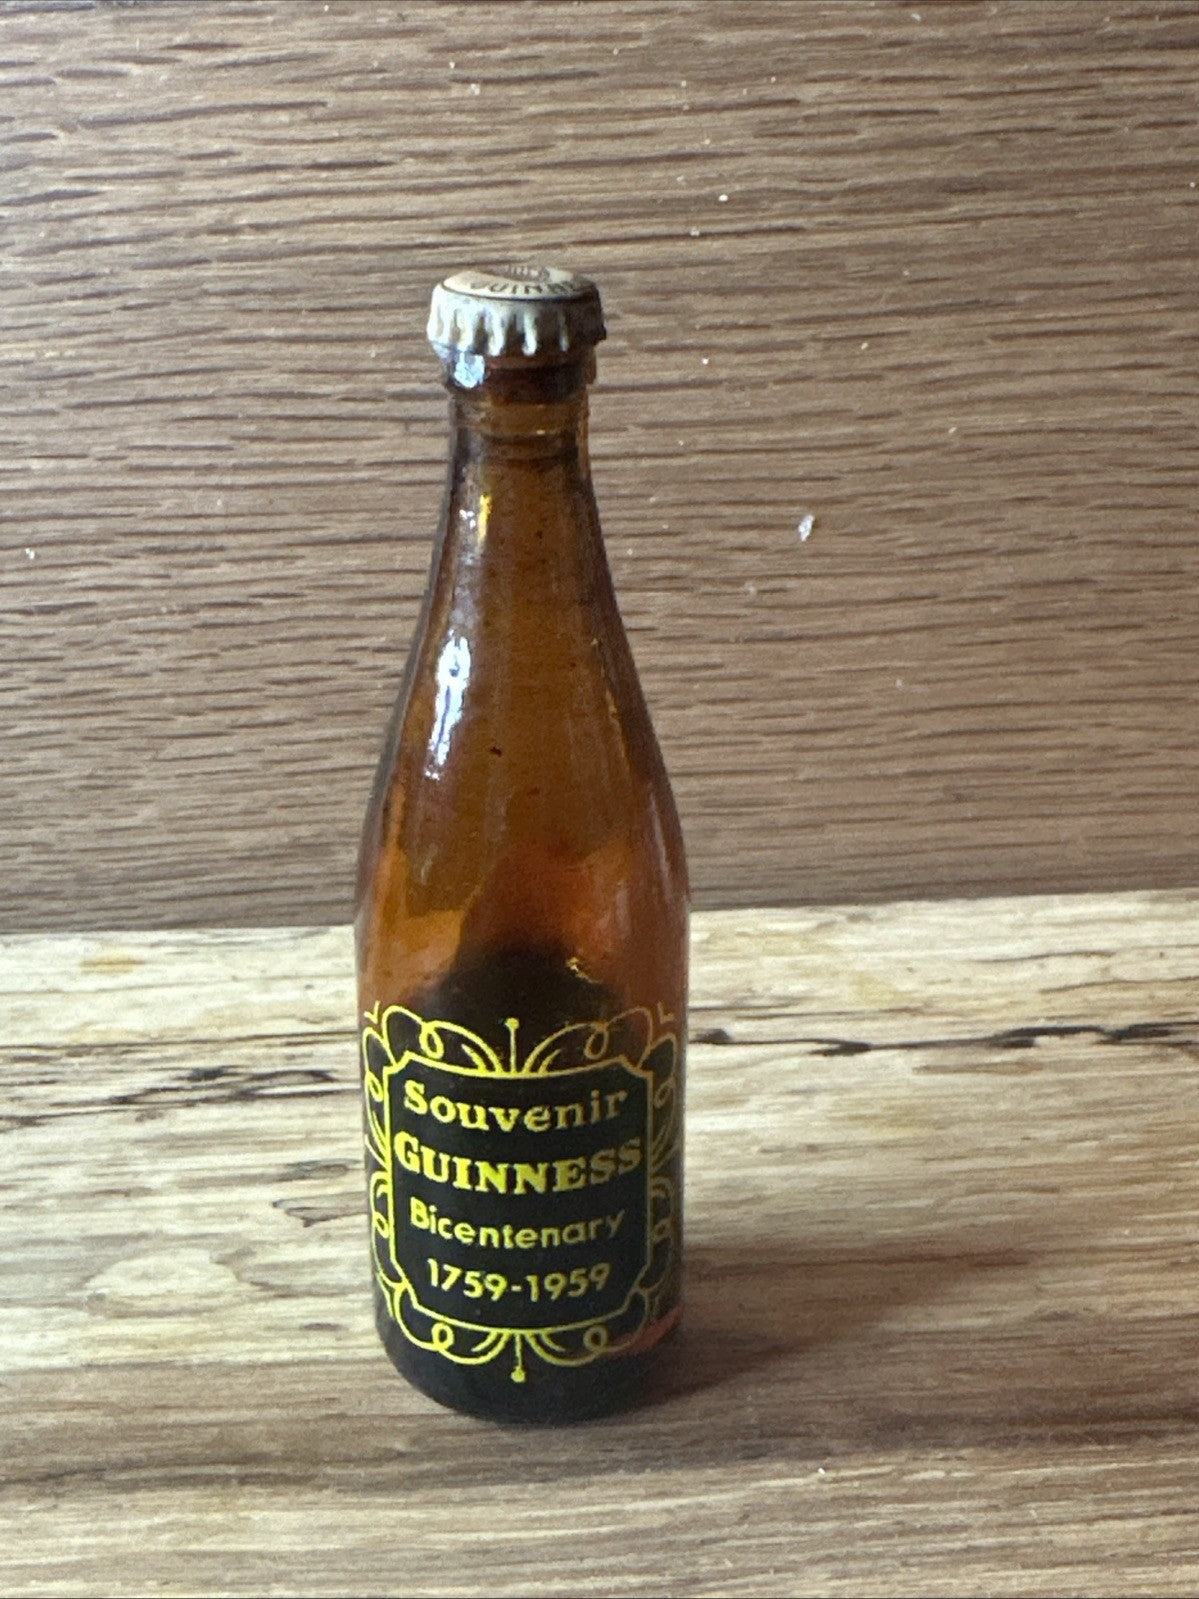 Souvenir
GUINNESS
Bicentenary
1759-1959